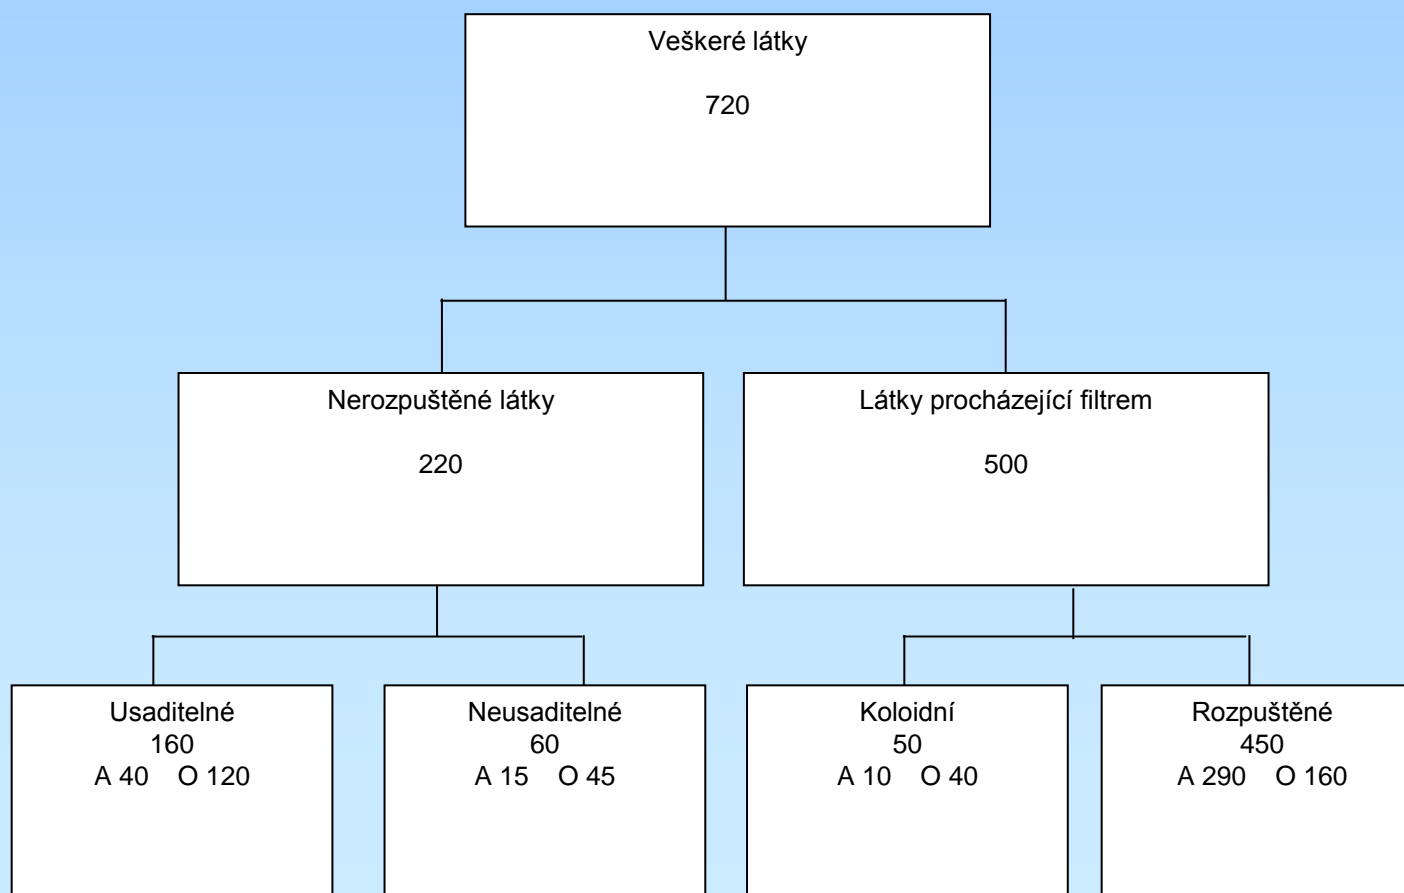 Veškeré látky
720
Nerozpuštěné látky
220
Látky procházející filtrem
500
Usaditelné
160
A 40 O 120
Neusaditelné
60
A 15 O 45
Koloidní
50
A 10 O 40
Rozpuštěné
450
A 290 O 160